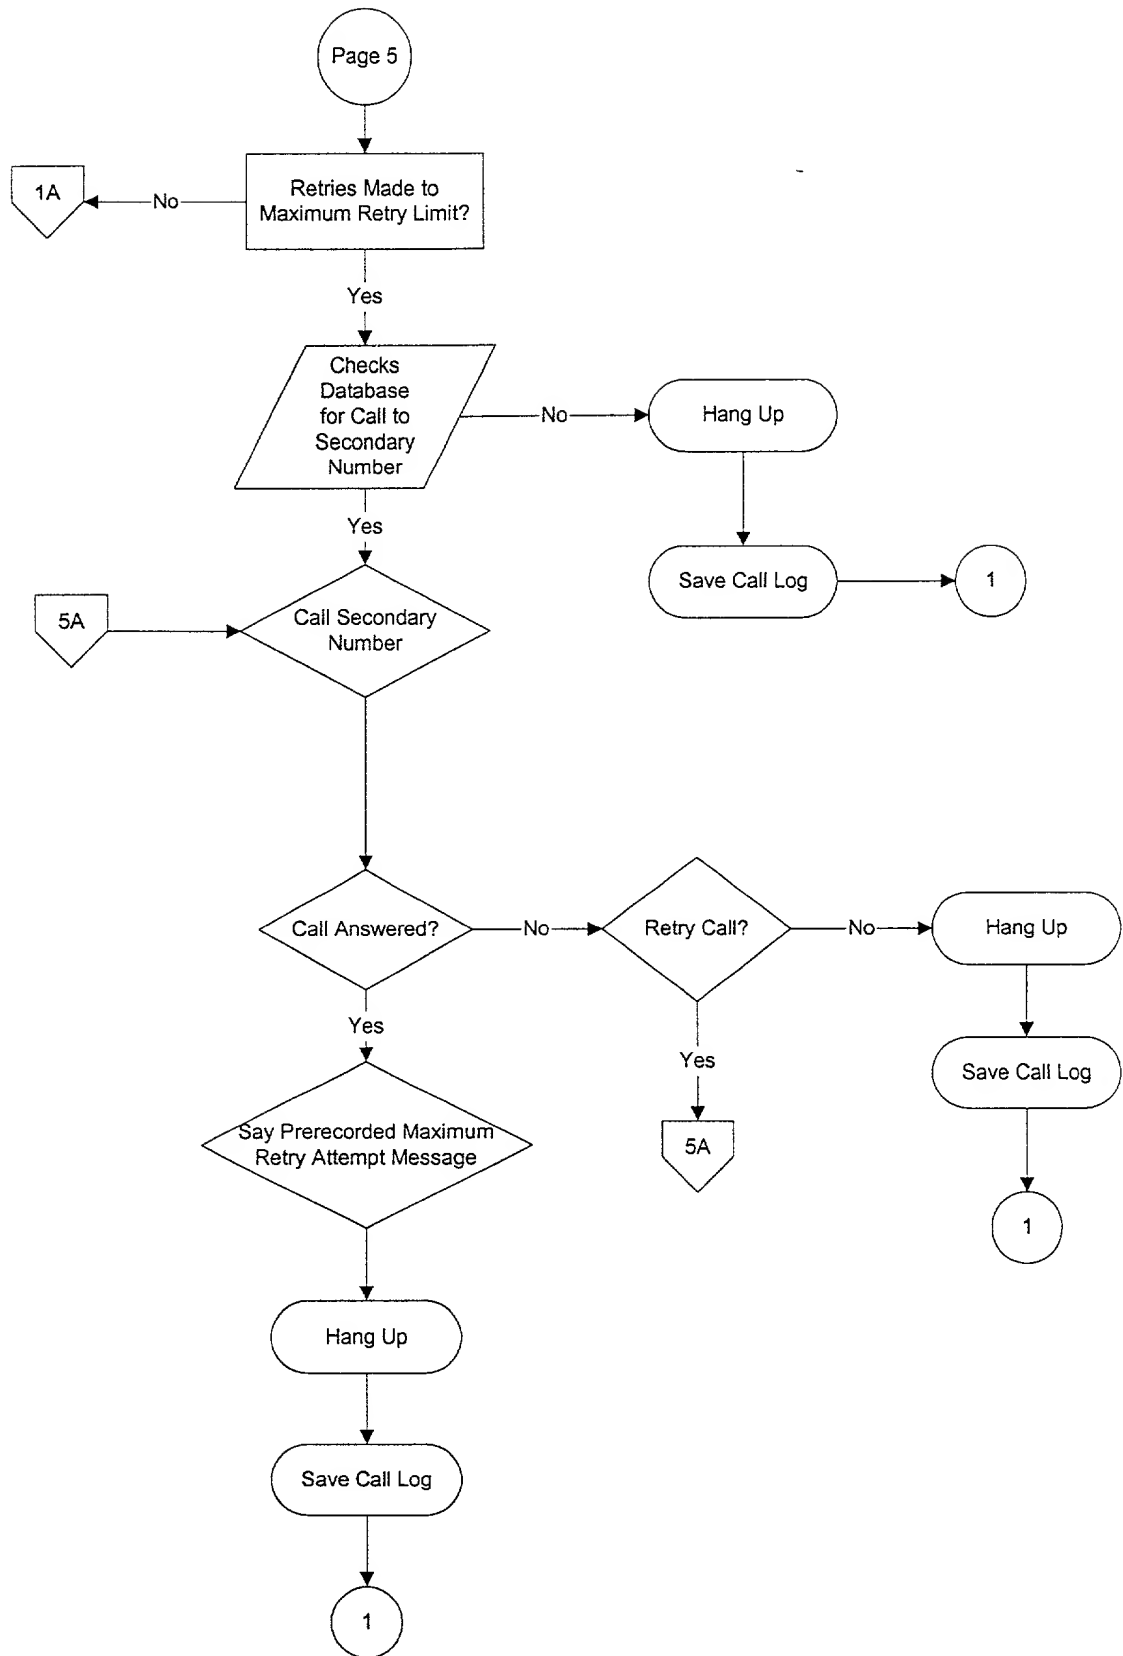 Page 5
1A
No
Retries Made to
Maximum Retry Limit?
Yes
Checks
Database
for Call to
Secondary
Number
No
Hang Up
Yes
Save Call Log
1
5A
Call Secondary
Number
Call Answered?
No
Retry Call?
No
Hang Up
Yes
Yes
Save Call Log
Say Prerecorded Maximum
Retry Attempt Message
5A
1
Hang Up
Save Call Log
1